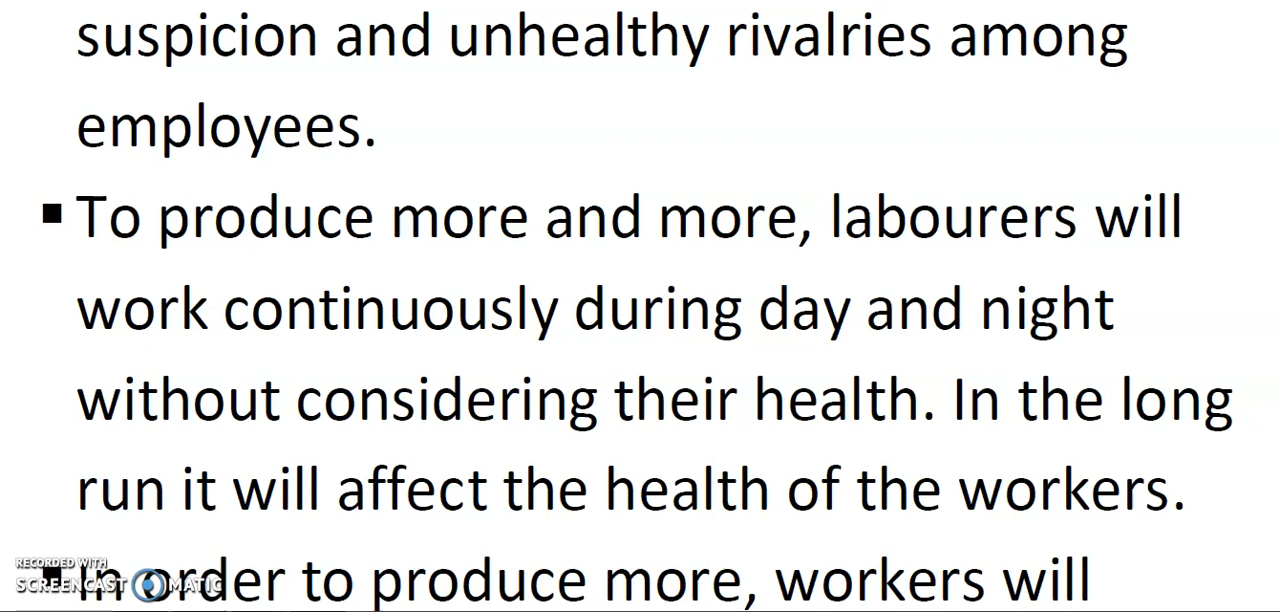 suspicion and unhealthy rivalries among
employees.
▪ To produce more and more, labourers will
work continuously during day and night
without considering their health. In the long
run it will affect the health of the workers.
RECORDED WITH
SCREENCAST MATIC
▪ In order to produce more, workers will